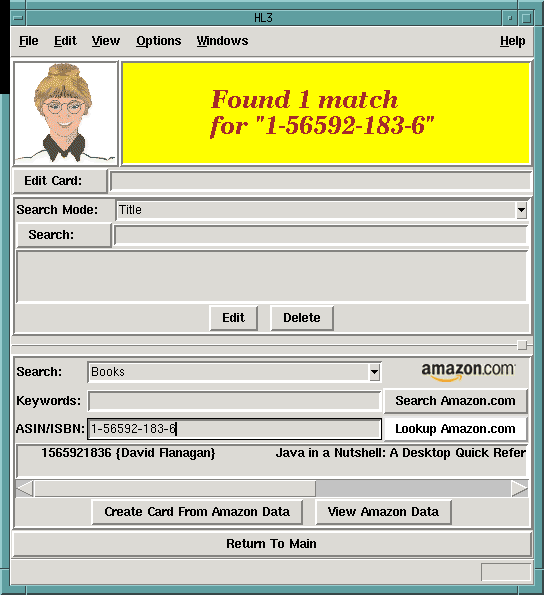 HL3
File Edit View Options Windows Help
Found 1 match
for "1-56592-183-6"
Edit Card:
Search Mode: Title
Search:
Edit Delete
Search: Books amazon.com
Keywords: Search Amazon.com
ASIN/ISBN: 1-56592-183-6 Lookup Amazon.com
1565921836 {David Flanagan} Java in a Nutshell: A Desktop Quick Refer
Create Card From Amazon Data View Amazon Data
Return To Main